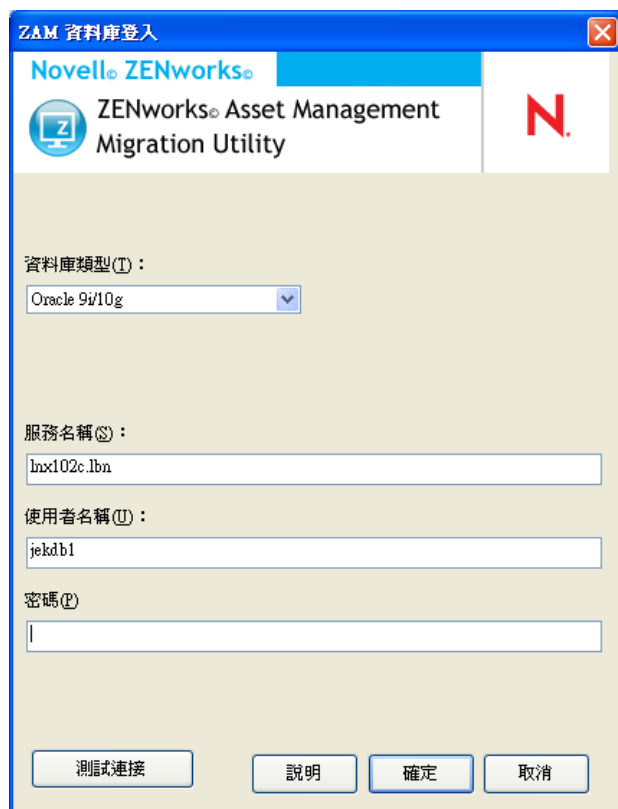 ZAM 資料庫登入
Novell© ZENworks©
Z
ZENworks© Asset Management
Migration Utility
N.
資料庫類型(T)：
Oracle 9i/10g
服務名稱(S)：
lnx102c.lbn
使用者名稱(U)：
jekdb1
密碼(P)
測試連接
說明
確定
取消